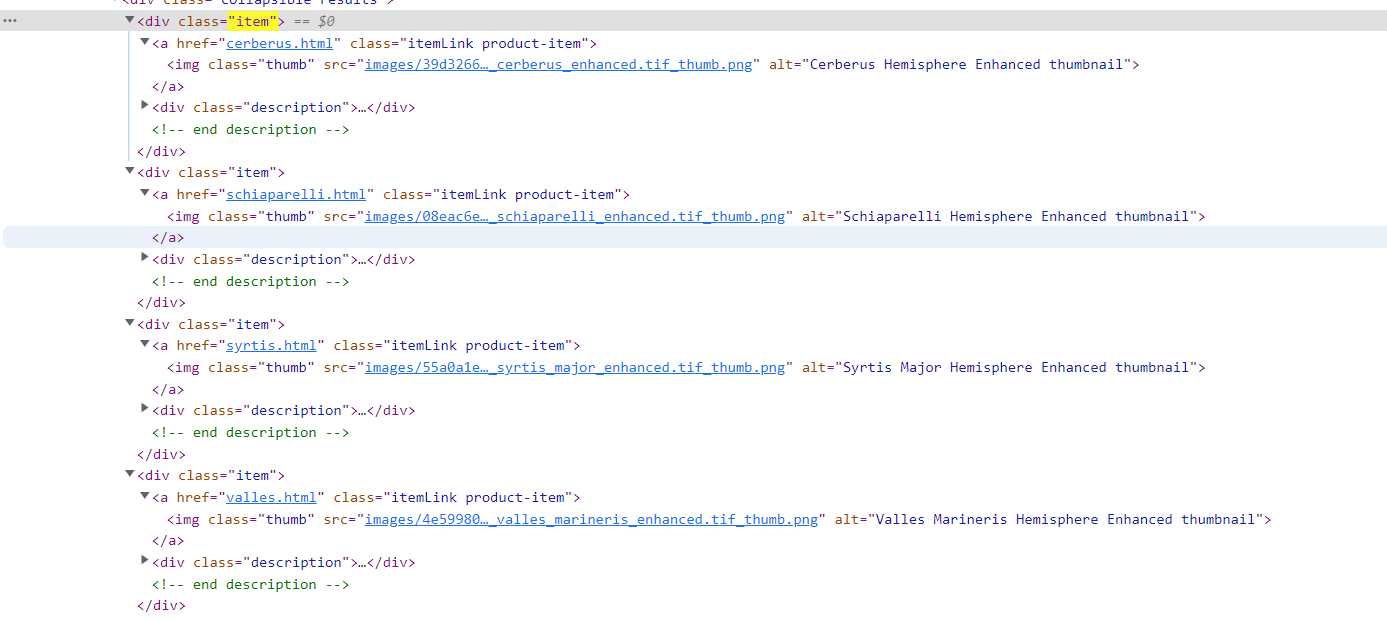 <div class="collapsible results">
··· <div class="item"> == $0
<a href="cerberus.html" class="itemLink product-item">
<img class="thumb" src="images/39d3266…_cerberus_enhanced.tif_thumb.png" alt="Cerberus Hemisphere Enhanced thumbnail">
</a>
<div class="description">…</div>
<!-- end description -->
</div>
<div class="item">
<a href="schiaparelli.html" class="itemLink product-item">
<img class="thumb" src="images/08eac6e…_schiaparelli_enhanced.tif_thumb.png" alt="Schiaparelli Hemisphere Enhanced thumbnail">
</a>
<div class="description">…</div>
<!-- end description -->
</div>
<div class="item">
<a href="syrtis.html" class="itemLink product-item">
<img class="thumb" src="images/55a0a1e…_syrtis_major_enhanced.tif_thumb.png" alt="Syrtis Major Hemisphere Enhanced thumbnail">
</a>
<div class="description">…</div>
<!-- end description -->
</div>
<div class="item">
<a href="valles.html" class="itemLink product-item">
<img class="thumb" src="images/4e59980…_valles_marineris_enhanced.tif_thumb.png" alt="Valles Marineris Hemisphere Enhanced thumbnail">
</a>
<div class="description">…</div>
<!-- end description -->
</div>